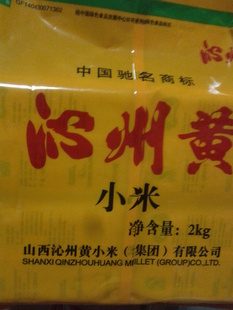 中国驰名商标
沁州黄
小米
净含量：2kg
山西沁州黄小米（集团）有限公司
SHANXI QINZHOUHUANG MILLET (GROUP)CO.,LTD